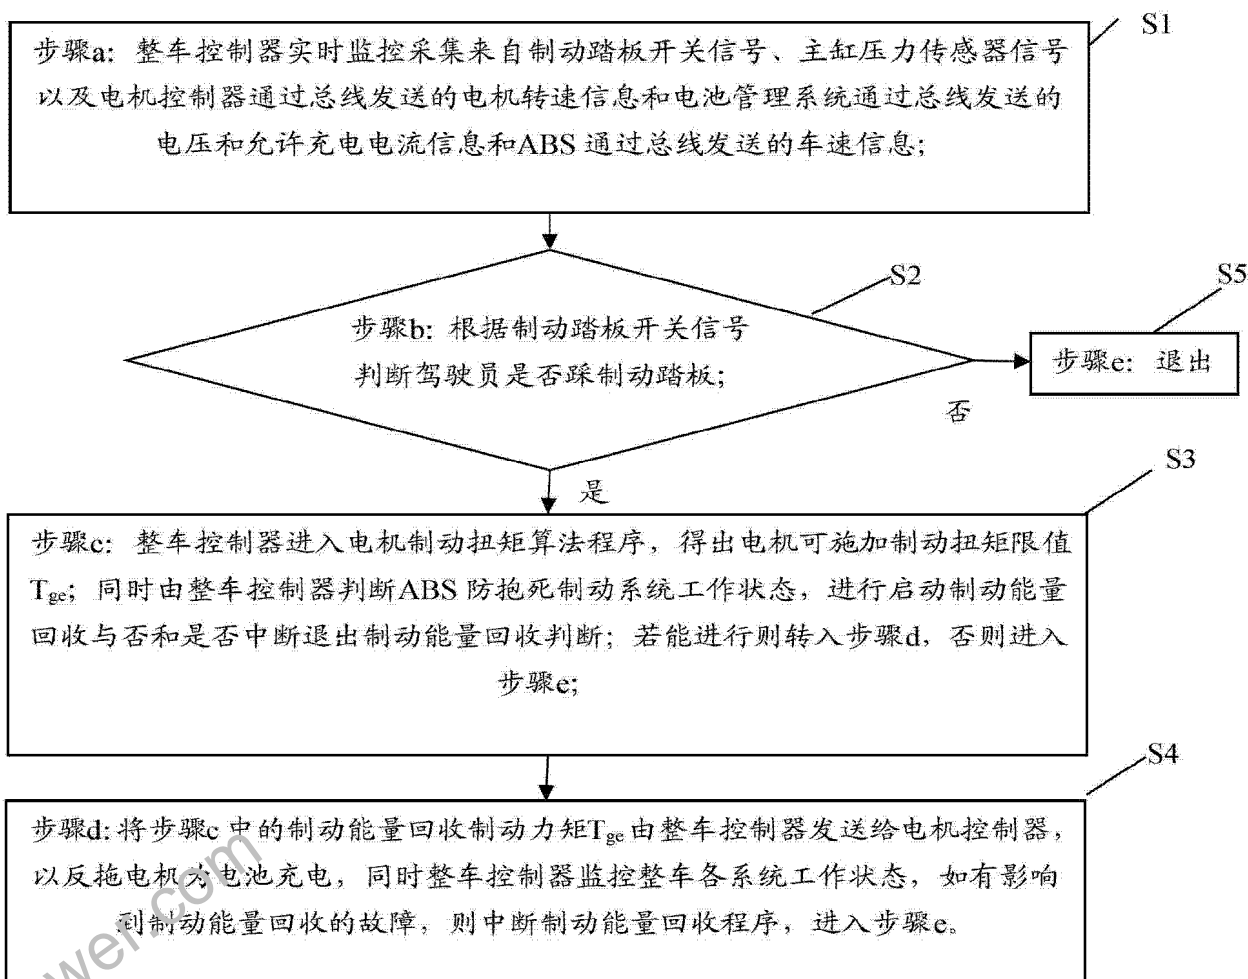 S1
步骤a：整车控制器实时监控采集来自制动踏板开关信号、主缸压力传感器信号
以及电机控制器通过总线发送的电机转速信息和电池管理系统通过总线发送的
电压和允许充电电流信息和ABS 通过总线发送的车速信息；
S2
S5
步骤b：根据制动踏板开关信号
判断驾驶员是否踩制动踏板；
步骤e：退出
否
是
S3
步骤c：整车控制器进入电机制动扭矩算法程序，得出电机可施加制动扭矩限值
Tge；同时由整车控制器判断ABS 防抱死制动系统工作状态，进行启动制动能量
回收与否和是否中断退出制动能量回收判断；若能进行则转入步骤d，否则进入
步骤e；
S4
步骤d：将步骤c 中的制动能量回收制动力矩Tge 由整车控制器发送给电机控制器，
以反拖电机为电池充电，同时整车控制器监控整车各系统工作状态，如有影响
到制动能量回收的故障，则中断制动能量回收程序，进入步骤e。
wer.com